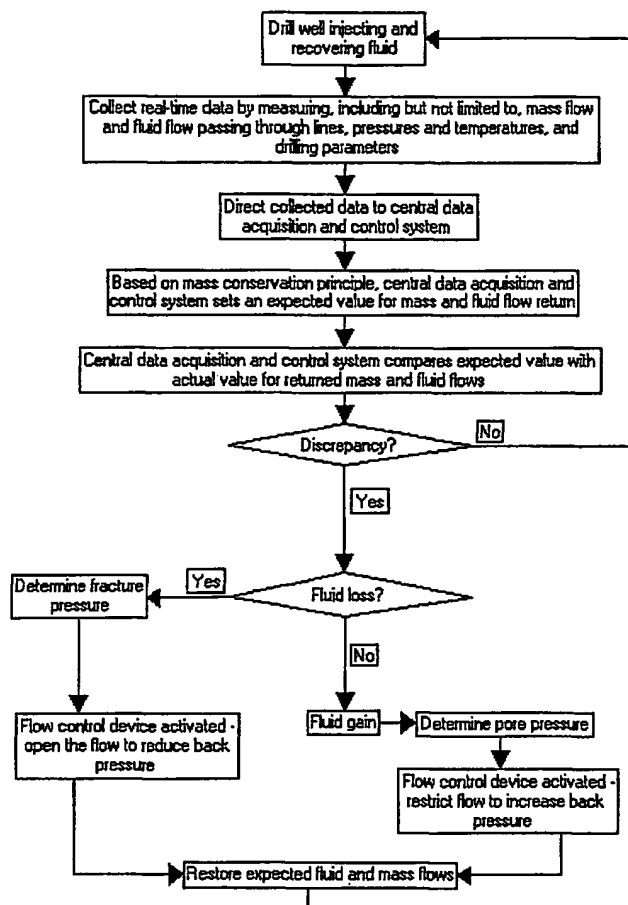 Drill well injecting and
recovering fluid
Collect real-time data by measuring, including but not limited to, mass flow
and fluid flow passing through lines, pressures and temperatures, and
drilling parameters
Direct collected data to central data
acquisition and control system
Based on mass conservation principle, central data acquisition and
control system sets an expected value for mass and fluid flow return
Central data acquisition and control system compares expected value with
actual value for returned mass and fluid flows
Discrepancy?
No
Yes
Determine fracture
pressure
Yes
Fluid loss?
No
Flow control device activated -
open the flow to reduce back
pressure
Fluid gain
Determine pore pressure
Flow control device activated -
restrict flow to increase back
pressure
Restore expected fluid and mass flows